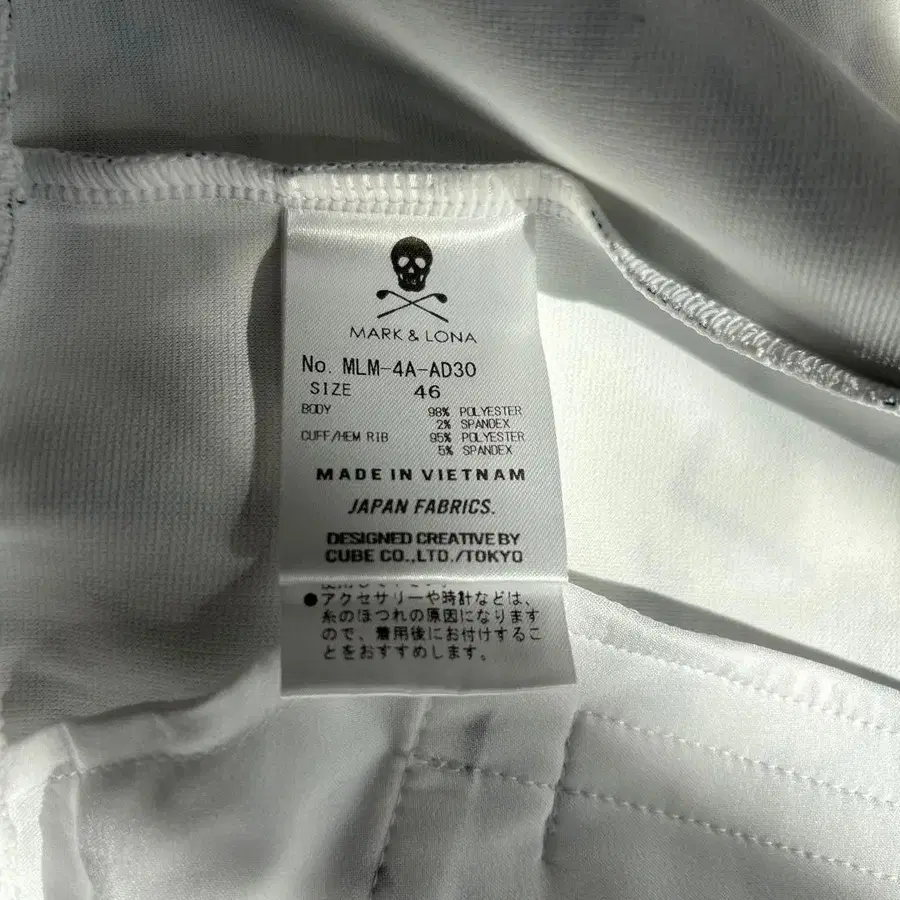 MARK & LONA
No. MLM-4A-AD30
SIZE 46
BODY 98% POLYESTER
2% SPANDEX
CUFF/HEM RIB 95% POLYESTER
5% SPANDEX
MADE IN VIETNAM
JAPAN FABRICS.
DESIGNED CREATIVE BY
CUBE CO.,LTD./TOKYO
●アクセサリーや時計などは、
糸のほつれの原因になります
ので、着用後にお付けするこ
とをおすすめします。